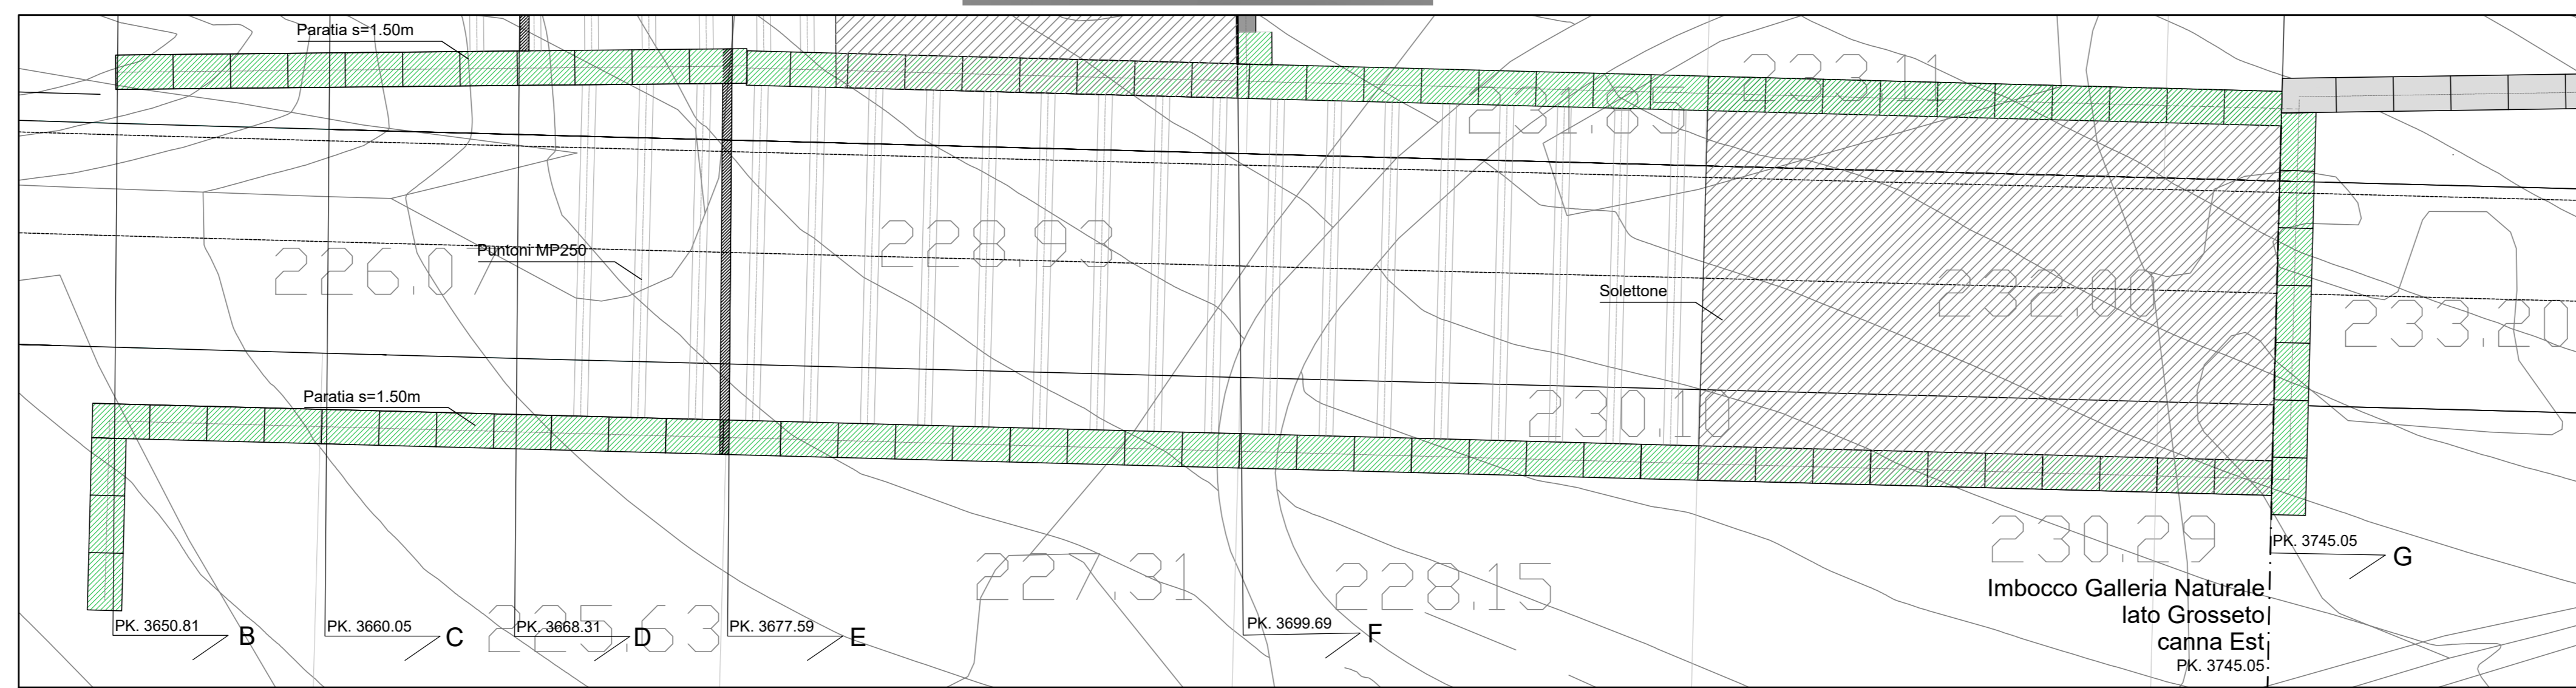 Paratia s=1.50m
233.11
231.85
228.93
226.07
Puntoni MP250
232.00
Solettone
233.20
Paratia s=1.50m
230.10
230.29
PK. 3745.05
G
227.31
228.15
Imbocco Galleria Naturale
lato Grosseto
canna Est
PK. 3745.05
225.63
PK. 3650.81
B
PK. 3660.05
C
PK. 3668.31
D
PK. 3677.59
E
PK. 3699.69
F